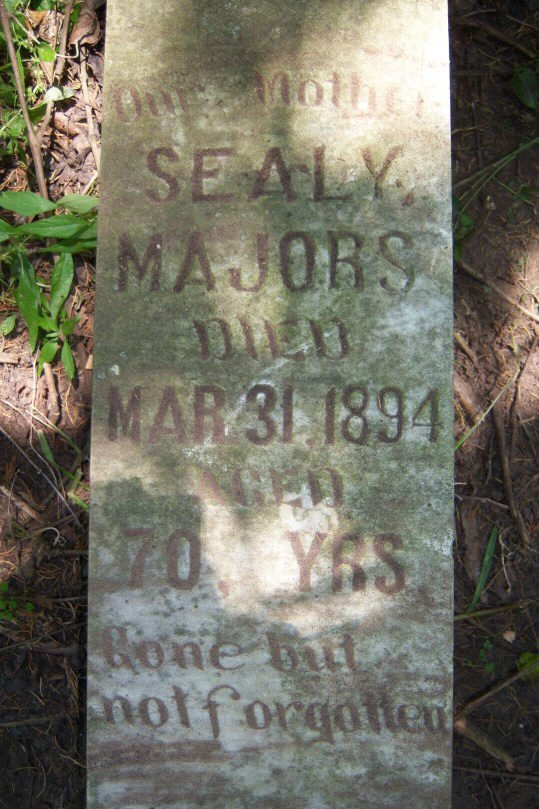 Our Mother
SEALY,
MAJORS
DIED
MAR.31,1894
AGED
70, YRS.
Gone but
not forgotten